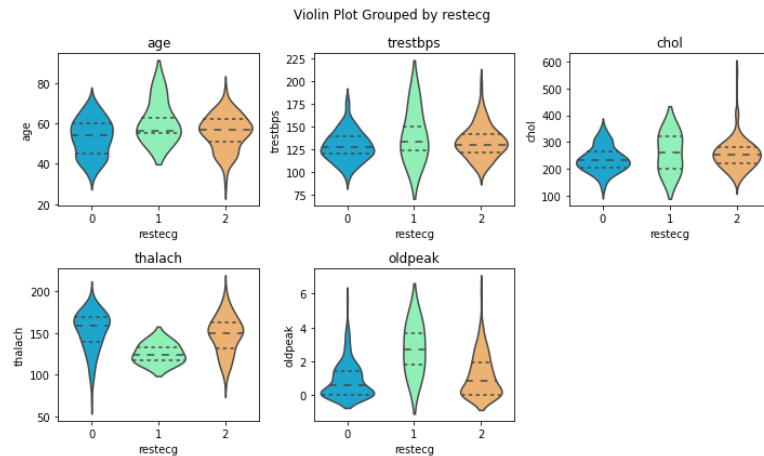 Violin Plot Grouped by restecg
age
age
80
60
40
20
0 1 2
restecg
trestbps
trestbps
225
200
175
150
125
100
75
0 1 2
restecg
chol
chol
600
500
400
300
200
100
0 1 2
restecg
thalach
thalach
200
150
100
50
0 1 2
restecg
oldpeak
oldpeak
6
4
2
0
0 1 2
restecg